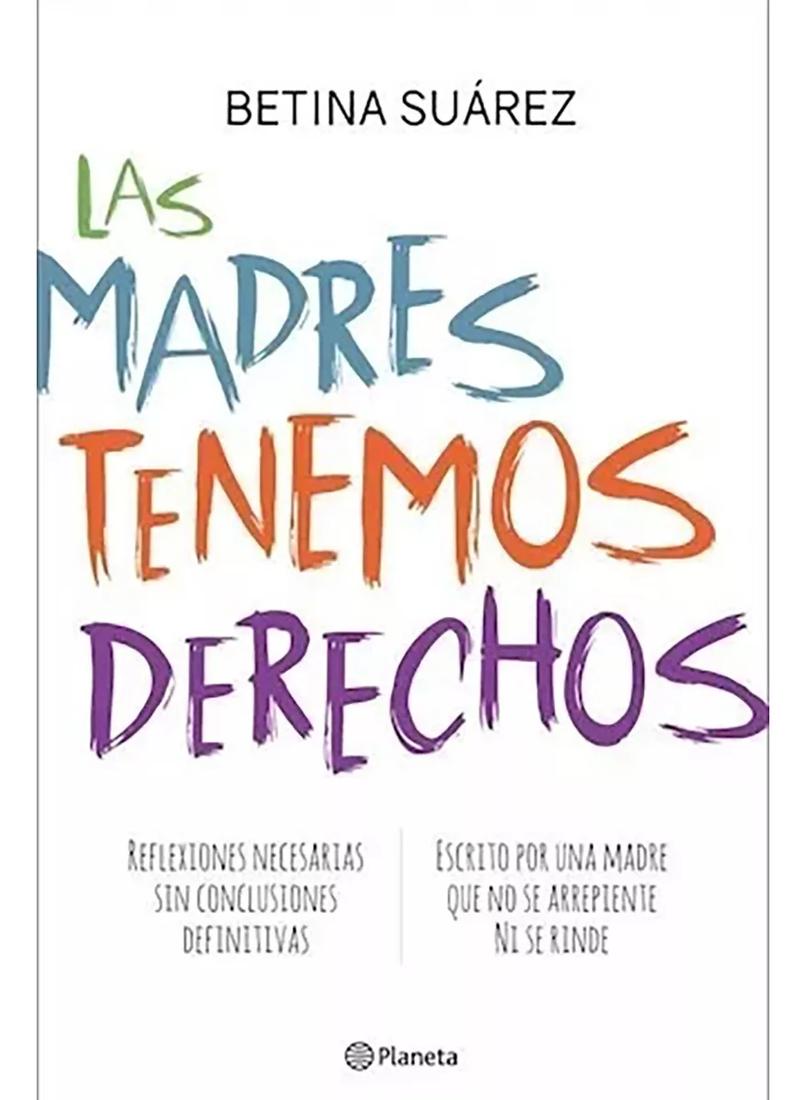 BETINA SUÁREZ
LAS
MADRES
TENEMOS
DERECHOS
REFLEXIONES NECESARIAS
SIN CONCLUSIONES
DEFINITIVAS
ESCRITO POR UNA MADRE
QUE NO SE ARREPIENTE
NI SE RINDE
Planeta